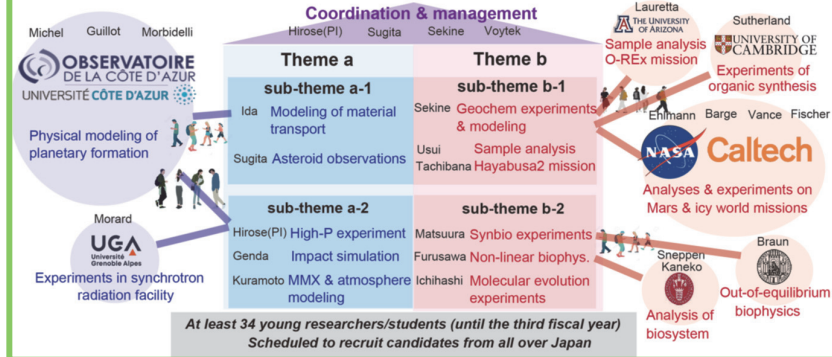 Coordination & management
Hirose(PI) Sugita Sekine Voytek
Michel Guillot Morbidelli
OBSERVATOIRE
DE LA CÔTE D'AZUR
UNIVERSITÉ CÔTE D'AZUR
Physical modeling of
planetary formation
Morard
UGA
Université
Grenoble Alpes
Experiments in synchrotron
radiation facility
Theme a
sub-theme a-1
Ida Modeling of material
transport
Sugita Asteroid observations
sub-theme a-2
Hirose(PI) High-P experiment
Genda Impact simulation
Kuramoto MMX & atmosphere
modeling
Theme b
sub-theme b-1
Sekine Geochem experiments
& modeling
Usui Sample analysis
Tachibana Hayabusa2 mission
sub-theme b-2
Matsuura Synbio experiments
Furusawa Non-linear biophys.
Ichihashi Molecular evolution
experiments
Lauretta
THE UNIVERSITY
OF ARIZONA
Sample analysis
O-REx mission
Sutherland
UNIVERSITY OF
CAMBRIDGE
Experiments of
organic synthesis
Ehlmann Barge Vance Fischer
NASA Caltech
Analyses & experiments on
Mars & icy world missions
Sneppen
Kaneko
Analysis of
biosystem
Braun
Out-of-equilibrium
biophysics
At least 34 young researchers/students (until the third fiscal year)
Scheduled to recruit candidates from all over Japan